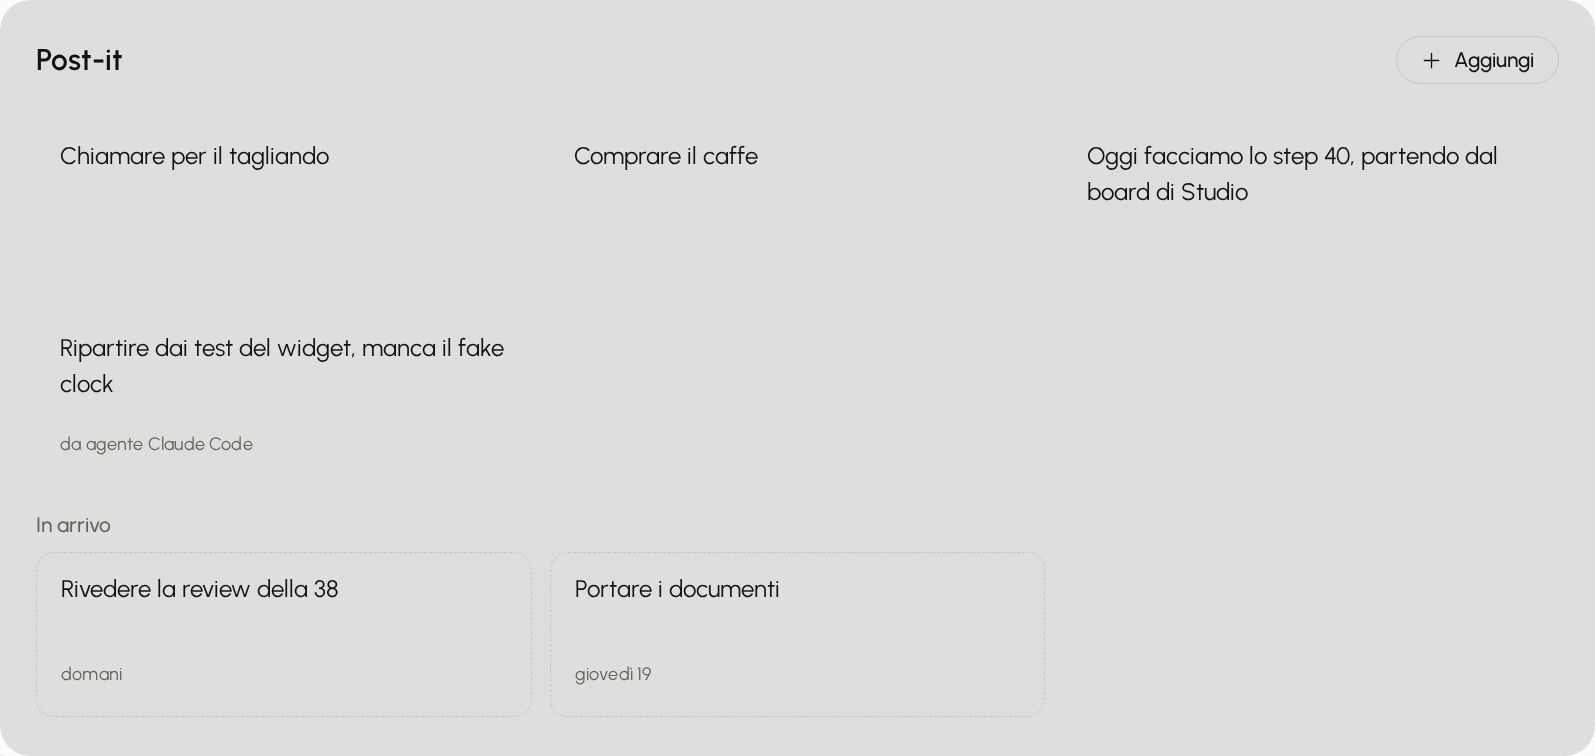 Post-it
+ Aggiungi
Chiamare per il tagliando
Comprare il caffe
Oggi facciamo lo step 40, partendo dal
board di Studio
Ripartire dai test del widget, manca il fake
clock
da agente Claude Code
In arrivo
Rivedere la review della 38
domani
Portare i documenti
giovedì 19